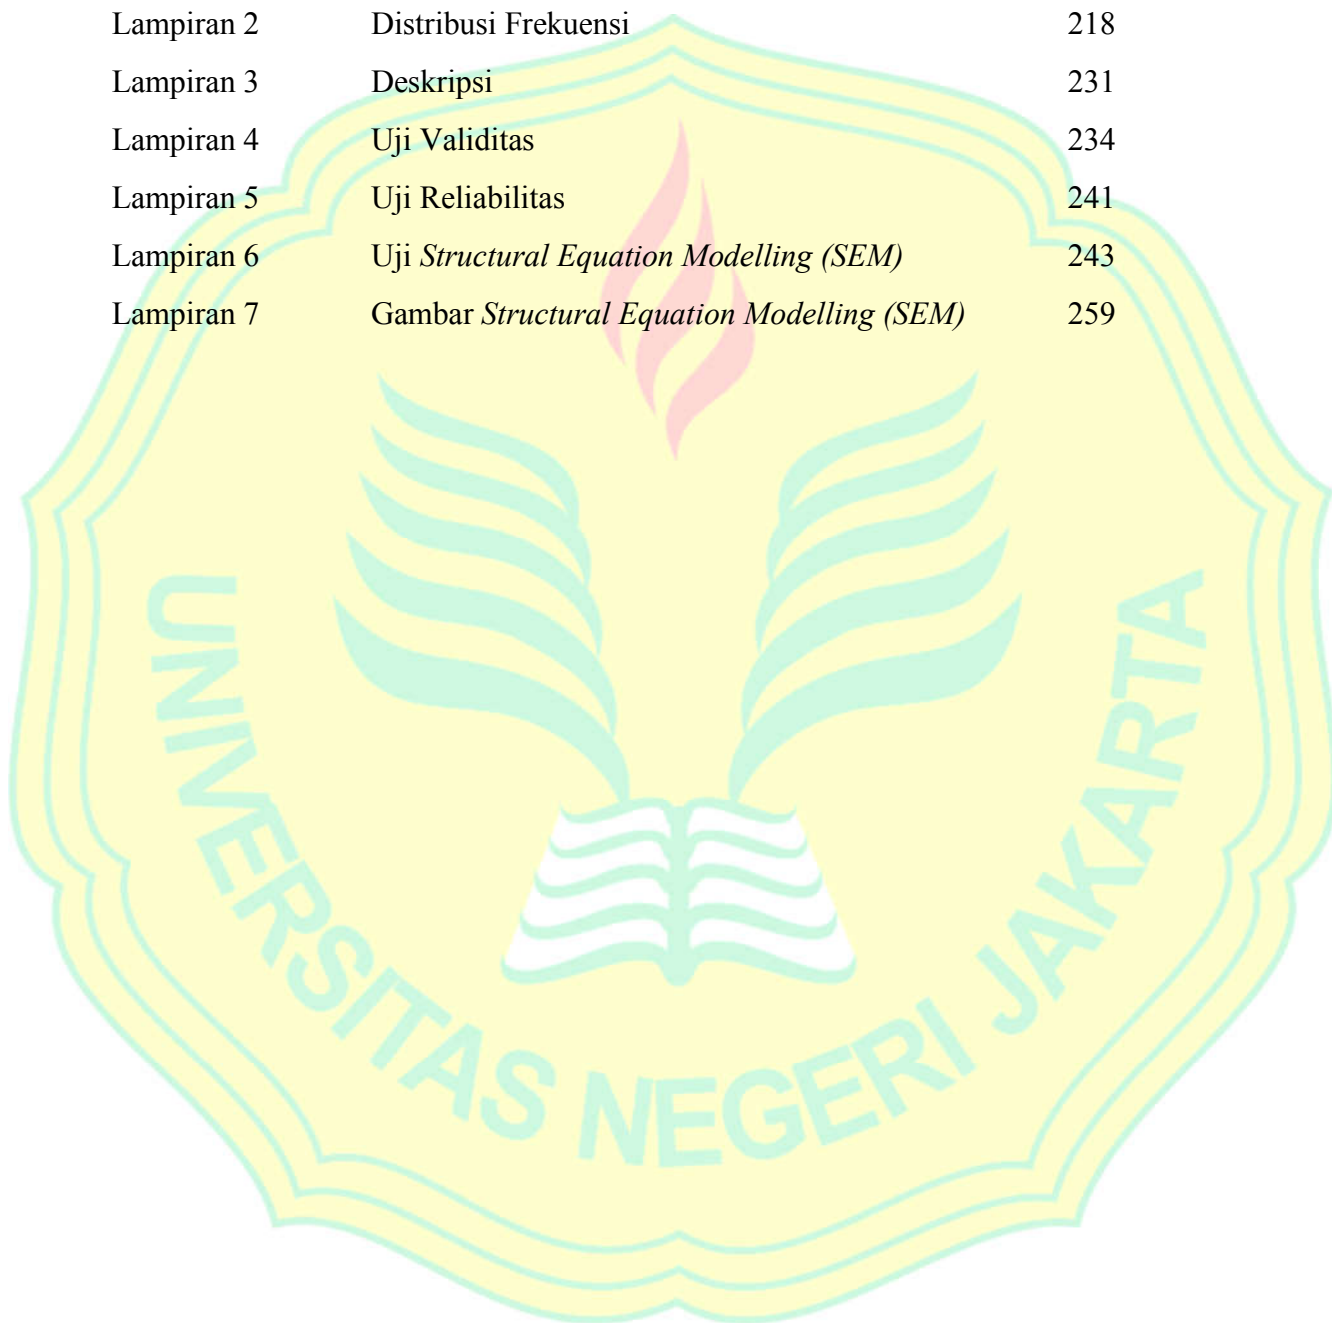 Lampiran 2 Distribusi Frekuensi 218
Lampiran 3 Deskripsi 231
Lampiran 4 Uji Validitas 234
Lampiran 5 Uji Reliabilitas 241
Lampiran 6 Uji Structural Equation Modelling (SEM) 243
Lampiran 7 Gambar Structural Equation Modelling (SEM) 259
UNIVERSITAS NEGERI JAKARTA